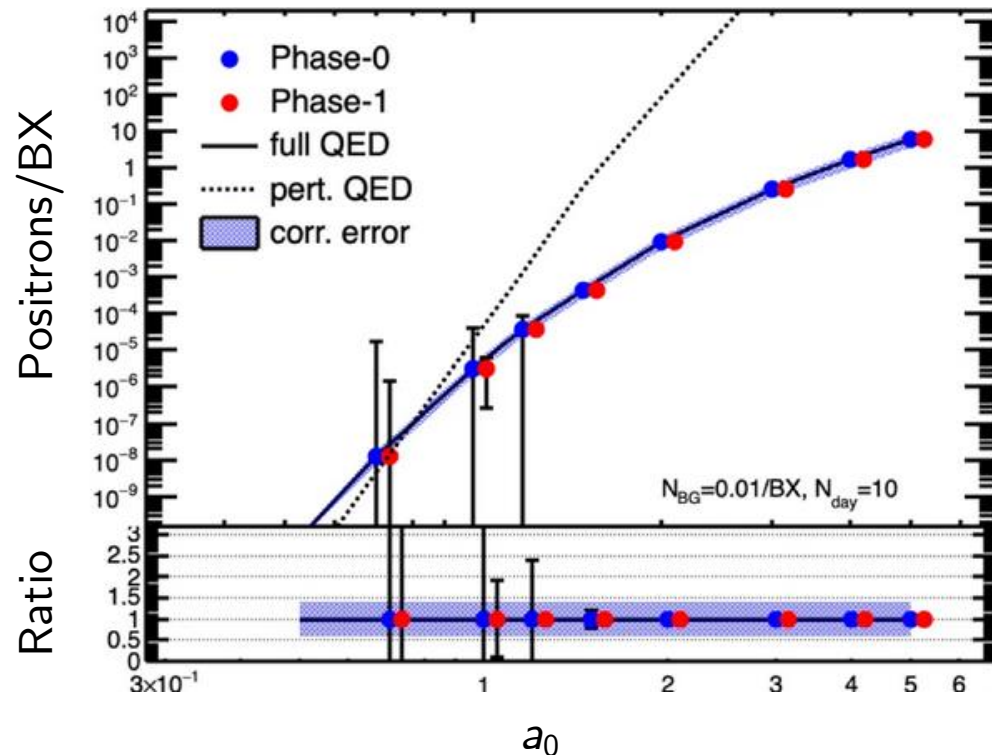 10⁴
10³
10²
10
1
10⁻¹
10⁻²
10⁻³
10⁻⁴
10⁻⁵
10⁻⁶
10⁻⁷
10⁻⁸
10⁻⁹
Positrons/BX
Phase-0
Phase-1
full QED
pert. QED
corr. error
N_BG=0.01/BX, N_day=10
Ratio
3
2.5
2
1.5
1
0.5
0
3×10⁻¹ 1 2 3 4 5 6
a₀